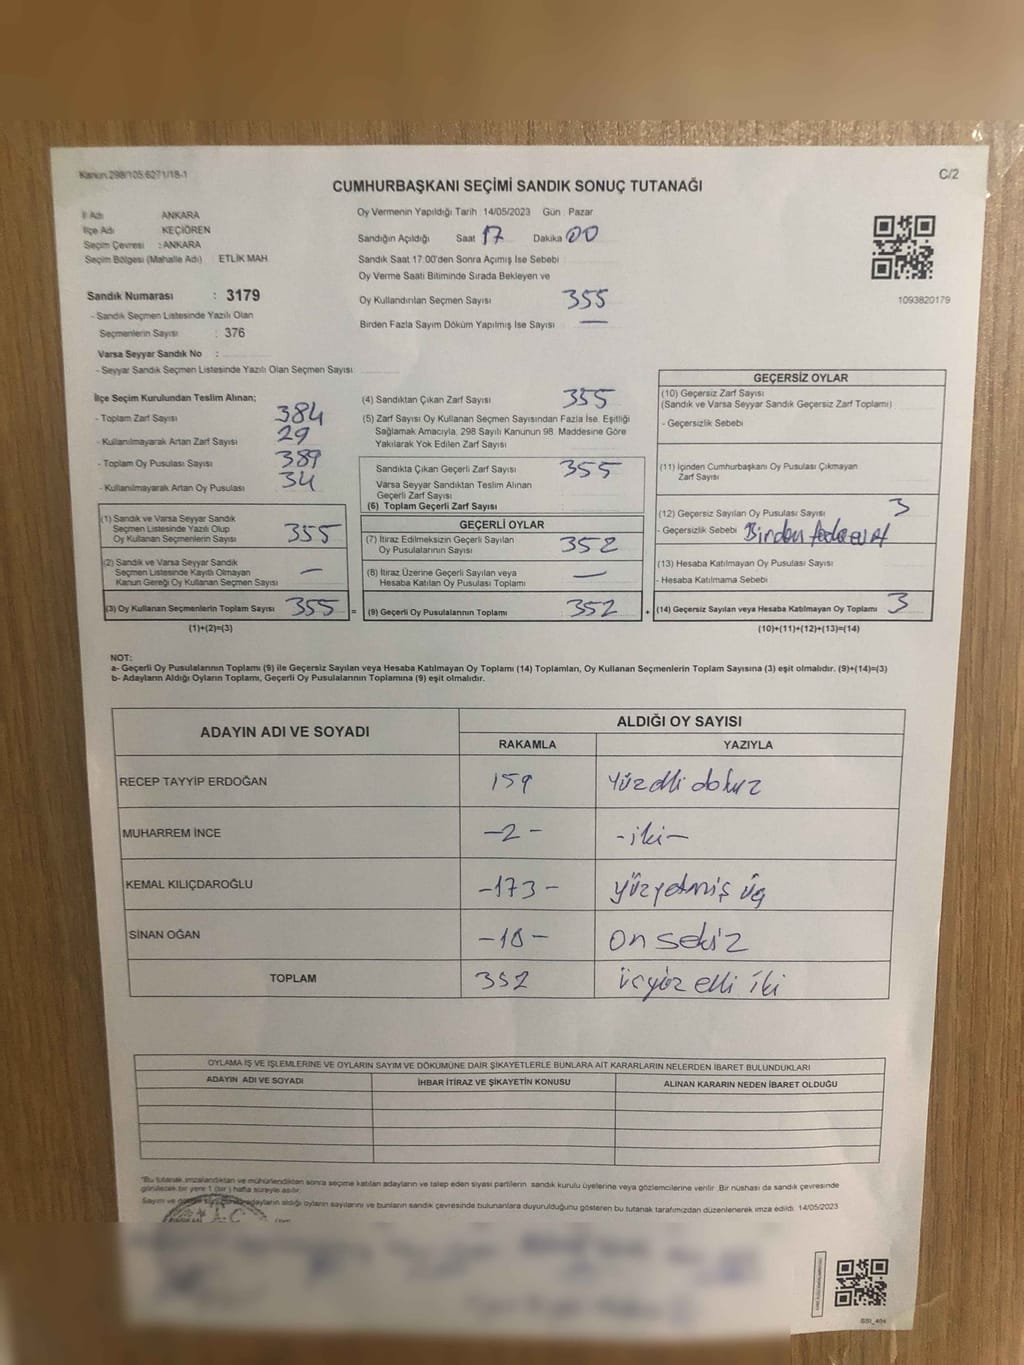 Kanun.298/105.6271/18-1
C/2
CUMHURBAŞKANI SEÇİMİ SANDIK SONUÇ TUTANAĞI
İl Adı ANKARA
İlçe Adı KEÇİÖREN
Seçim Çevresi : ANKARA
Seçim Bölgesi (Mahalle Adı) : ETLİK MAH
Sandık Numarası : 3179
- Sandık Seçmen Listesinde Yazılı Olan
Seçmenlerin Sayısı : 376
Varsa Seyyar Sandık No :
- Seyyar Sandık Seçmen Listesinde Yazılı Olan Seçmen Sayısı
Oy Vermenin Yapıldığı Tarih : 14/05/2023 Gün : Pazar
Sandığın Açıldığı Saat 17 Dakika 00
Sandık Saat 17.00'den Sonra Açımış İse Sebebi
Oy Verme Saati Bitiminde Sırada Bekleyen ve
Oy Kullandırılan Seçmen Sayısı 355
Birden Fazla Sayım Döküm Yapılmış İse Sayısı —
1093820179
İlçe Seçim Kurulundan Teslim Alınan;
- Toplam Zarf Sayısı 384
- Kullanılmayarak Artan Zarf Sayısı 29
- Toplam Oy Pusulası Sayısı 389
- Kullanılmayarak Artan Oy Pusulası 34
(1) Sandık ve Varsa Seyyar Sandık
Seçmen Listesinde Yazılı Olup
Oy Kullanan Seçmenlerin Sayısı 355
(2) Sandık ve Varsa Seyyar Sandık
Seçmen Listesinde Kayıtlı Olmayan
Kanun Gereği Oy Kullanan Seçmen Sayısı —
(3) Oy Kullanan Seçmenlerin Toplam Sayısı 355 =
(1)+(2)=(3)
(4) Sandıktan Çıkan Zarf Sayısı 355
(5) Zarf Sayısı Oy Kullanan Seçmen Sayısından Fazla İse, Eşitliği
Sağlamak Amacıyla, 298 Sayılı Kanunun 98. Maddesine Göre
Yakılarak Yok Edilen Zarf Sayısı
Sandıkta Çıkan Geçerli Zarf Sayısı 355
Varsa Seyyar Sandıktan Teslim Alınan
Geçerli Zarf Sayısı
(6) Toplam Geçerli Zarf Sayısı
GEÇERLİ OYLAR
(7) İtiraz Edilmeksizin Geçerli Sayılan
Oy Pusulalarının Sayısı 352
(8) İtiraz Üzerine Geçerli Sayılan veya
Hesaba Katılan Oy Pusulası Toplamı —
(9) Geçerli Oy Pusulalarının Toplamı 352 +
GEÇERSİZ OYLAR
(10) Geçersiz Zarf Sayısı
(Sandık ve Varsa Seyyar Sandık Geçersiz Zarf Toplamı)
- Geçersizlik Sebebi
(11) İçinden Cumhurbaşkanı Oy Pusulası Çıkmayan
Zarf Sayısı
(12) Geçersiz Sayılan Oy Pusulası Sayısı 3
- Geçersizlik Sebebi Birden
(13) Hesaba Katılmayan Oy Pusulası Sayısı
- Hesaba Katılmama Sebebi
(14) Geçersiz Sayılan veya Hesaba Katılmayan Oy Toplamı 3
(10)+(11)+(12)+(13)=(14)
NOT:
a- Geçerli Oy Pusulalarının Toplamı (9) ile Geçersiz Sayılan veya Hesaba Katılmayan Oy Toplamı (14) Toplamları, Oy Kullanan Seçmenlerin Toplam Sayısına (3) eşit olmalıdır. (9)+(14)=(3)
b- Adayların Aldığı Oyların Toplamı, Geçerli Oy Pusulalarının Toplamına (9) eşit olmalıdır.
ADAYIN ADI VE SOYADI ALDIĞI OY SAYISI
RAKAMLA YAZIYLA
RECEP TAYYİP ERDOĞAN 159 yüzelli dokuz
MUHARREM İNCE -2- -iki-
KEMAL KILIÇDAROĞLU -173- yüzyetmiş üç
SİNAN OĞAN -18- on sekiz
TOPLAM 352 üçyüz elli iki
OYLAMA İŞ VE İŞLEMLERİNE VE OYLARIN SAYIM VE DÖKÜMÜNE DAİR ŞİKAYETLERLE BUNLARA AİT KARARLARIN NELERDEN İBARET BULUNDUKLARI
ADAYIN ADI VE SOYADI İHBAR İTİRAZ VE ŞİKAYETİN KONUSU ALINAN KARARIN NEDEN İBARET OLDUĞU
"Bu tutanak imzalandıktan ve mühürlendikten sonra seçime katılan adayların ve talep eden siyasi partilerin sandık kurulu üyelerine veya gözlemcilerine verilir. Bir nüshası da sandık çevresinde
görülecek bir yere 1 (bir) hafta süreyle asılır.
Sayım ve adayların aldığı oyların sayılarını ve bunların sandık çevresinde bulunanlara duyurulduğunu gösteren bu tutanak tarafımızdan düzenlenerek imza edildi. 14/05/2023